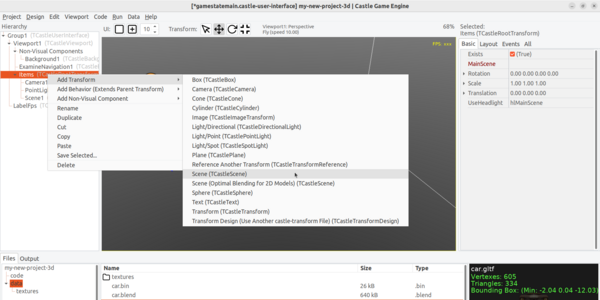 [*gamestatemain.castle-user-interface] my-new-project-3d | Castle Game Engine
Project Design Edit Viewport Code Run Data Help
Hierarchy
UI: 10 Transform: Viewport1: Perspective Fly (speed 10.00) 68%
Group1 (TCastleUserInterface)
Viewport1 (TCastleViewport)
Non-Visual Components
Background1
ExamineNavigation1
Items
Camera1
PointLight
Scene1
LabelFps
FPS: xxx
Add Transform
Add Behavior (Extends Parent Transform)
Add Non-Visual Component
Rename
Duplicate
Cut
Copy
Paste
Save Selected...
Delete
Box (TCastleBox)
Camera (TCastleCamera)
Cone (TCastleCone)
Cylinder (TCastleCylinder)
Image (TCastleImageTransform)
Light/Directional (TCastleDirectionalLight)
Light/Point (TCastlePointLight)
Light/Spot (TCastleSpotLight)
Plane (TCastlePlane)
Reference Another Transform (TCastleTransformReference)
Scene (TCastleScene)
Scene (Optimal Blending for 2D Models) (TCastleScene)
Sphere (TCastleSphere)
Text (TCastleText)
Transform (TCastleTransform)
Transform Design (Use Another castle-transform File) (TCastleTransformDesign)
Selected:
Items (TCastleRootTransform)
Basic Layout Events All
Exists (True)
MainScene
Rotation 0.00 0.00 0.00 0.00
Scale 1.00 1.00 1.00
Translation 0.00 0.00 0.00
UseHeadlight hlMainScene
Files Output
my-new-project-3d
code
data
textures
Name Size Type
textures
car.bin 26 kB .bin
car.blend 640 kB .blend
car.gltf
Vertexes: 605
Triangles: 334
Bounding Box: (Min: -2.04 0.04 -12.03)